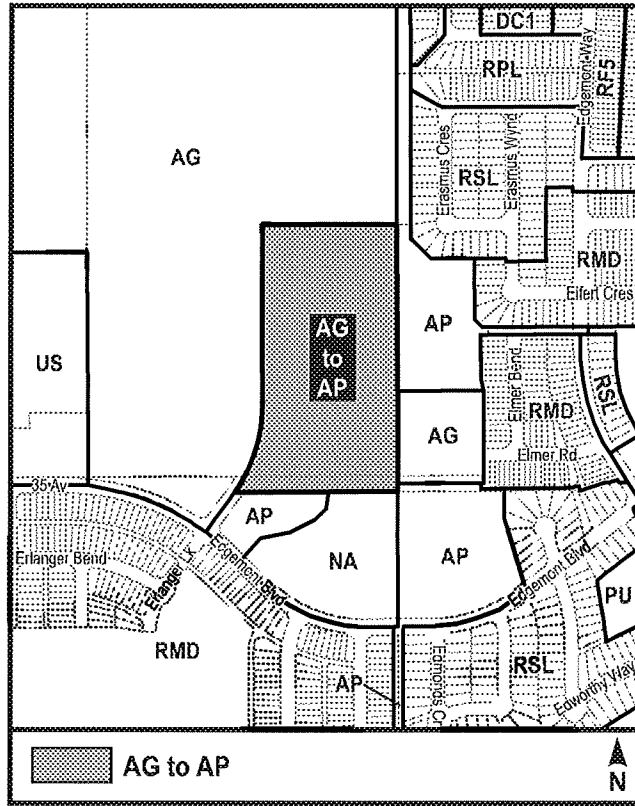 DC1
RPL
Edgemont Way
RF5
AG
Erasmus Cres
Erasmus Wynd
RSL
RMD
Eifert Cres
AP
US
AG
to
AP
Elmer Bend
RMD
RSL
AG
Elmer Rd
35 Av
AP
Edgemont Blvd
NA
AP
Edgemont Blvd
Erlanger Bend
Erlanger Lk
PU
RMD
AP
Edmonds Cr
RSL
Edworthy Way
AG to AP
N